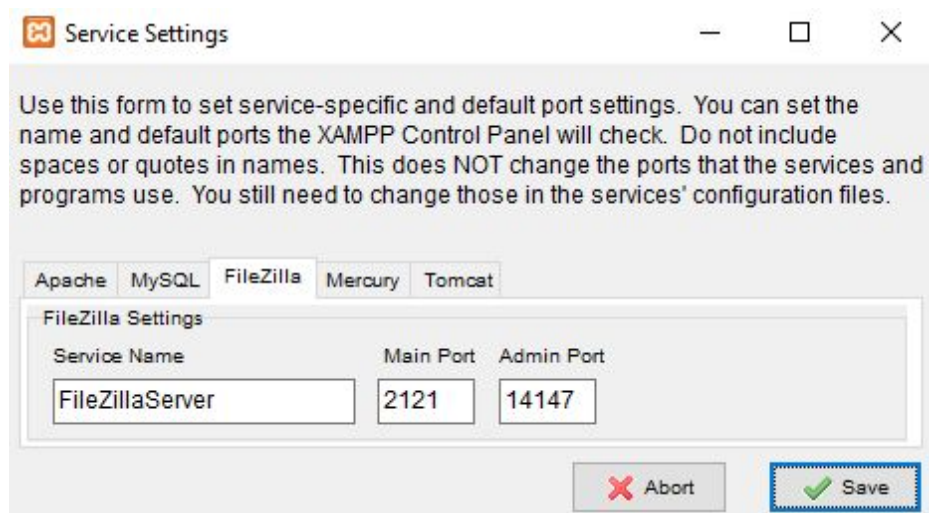 Service Settings
Use this form to set service-specific and default port settings. You can set the
name and default ports the XAMPP Control Panel will check. Do not include
spaces or quotes in names. This does NOT change the ports that the services and
programs use. You still need to change those in the services' configuration files.
Apache MySQL FileZilla Mercury Tomcat
FileZilla Settings
Service Name Main Port Admin Port
FileZillaServer 2121 14147
Abort Save